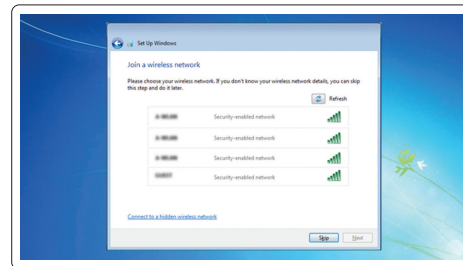 Set Up Windows
Join a wireless network
Please choose your wireless network. If you don't know your wireless network details, you can skip
this step and do it later.
Refresh
Security-enabled network
Security-enabled network
Security-enabled network
Security-enabled network
Connect to a hidden wireless network
Skip Next